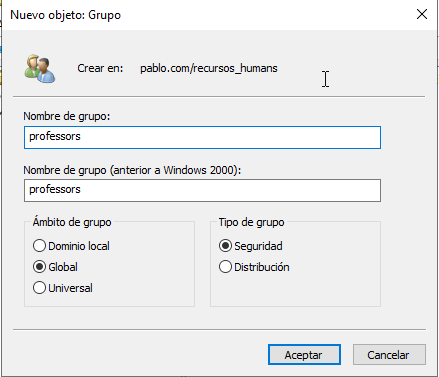 Nuevo objeto: Grupo
Crear en: pablo.com/recursos_humans
Nombre de grupo:
professors
Nombre de grupo (anterior a Windows 2000):
professors
Ámbito de grupo
Dominio local
Global
Universal
Tipo de grupo
Seguridad
Distribución
Aceptar
Cancelar